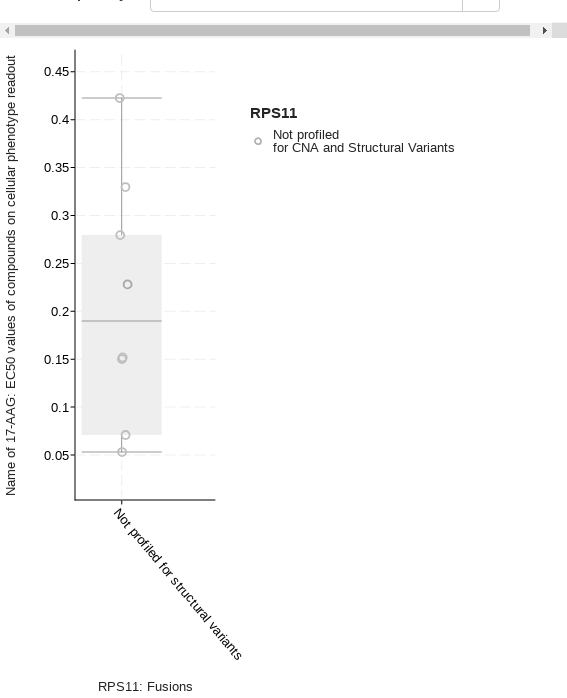 Name of 17-AAG: EC50 values of compounds on cellular phenotype readout
0.45
0.4
0.35
0.3
0.25
0.2
0.15
0.1
0.05
RPS11
Not profiled
for CNA and Structural Variants
Not profiled for structural variants
RPS11: Fusions